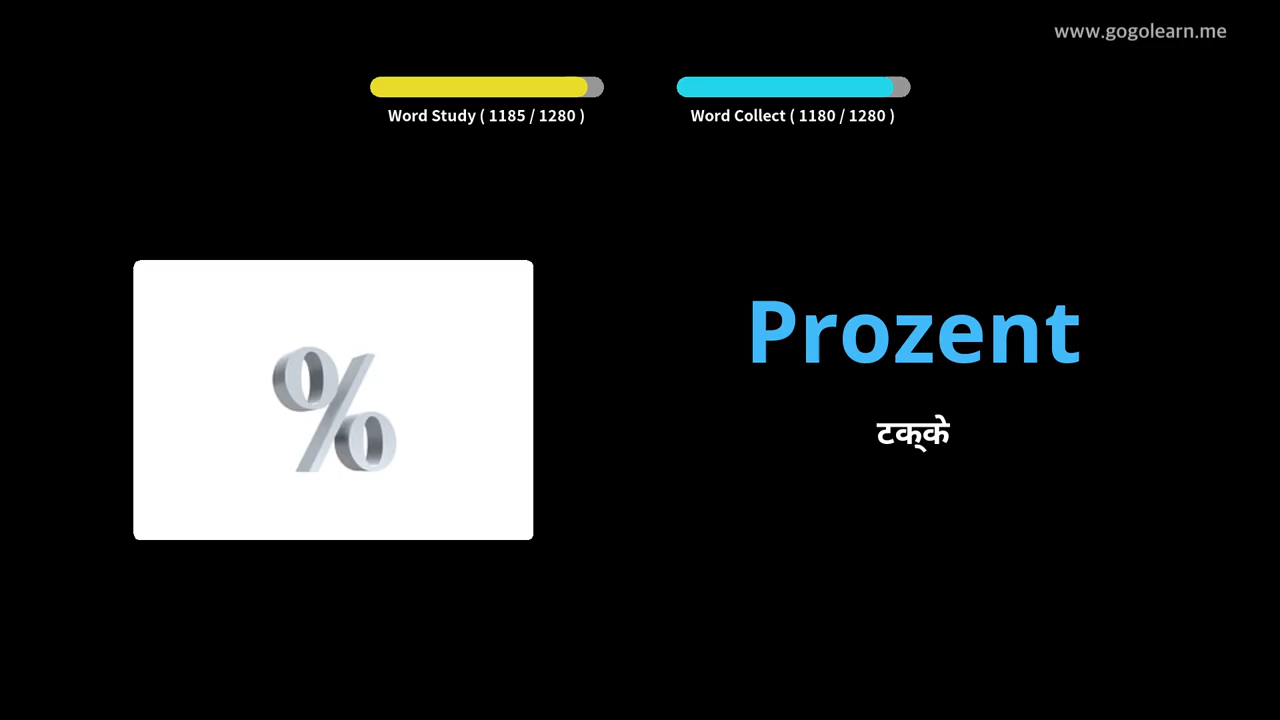 www.gogolearn.me
Word Study ( 1185 / 1280 )
Word Collect ( 1180 / 1280 )
%
Prozent
टक्के